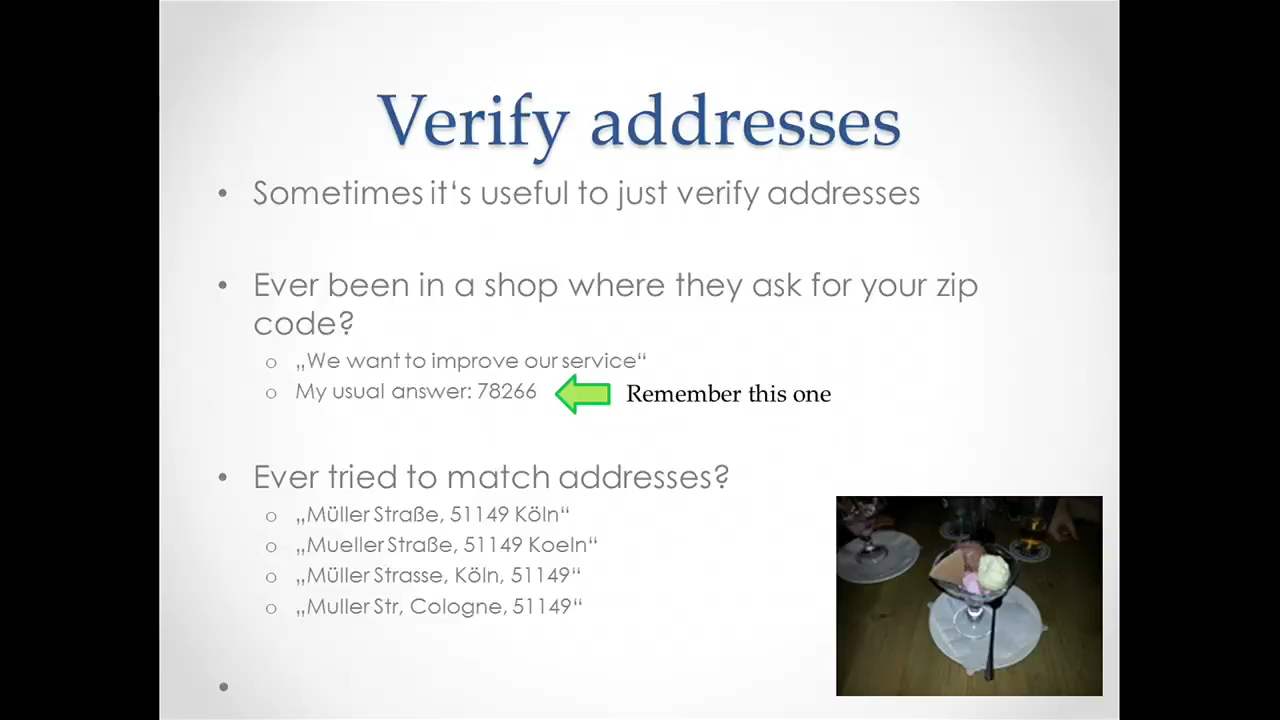 Verify addresses
• Sometimes it‘s useful to just verify addresses
• Ever been in a shop where they ask for your zip
code?
o „We want to improve our service“
o My usual answer: 78266
Remember this one
• Ever tried to match addresses?
o „Müller Straße, 51149 Köln“
o „Mueller Straße, 51149 Koeln“
o „Müller Strasse, Köln, 51149“
o „Muller Str, Cologne, 51149“
•